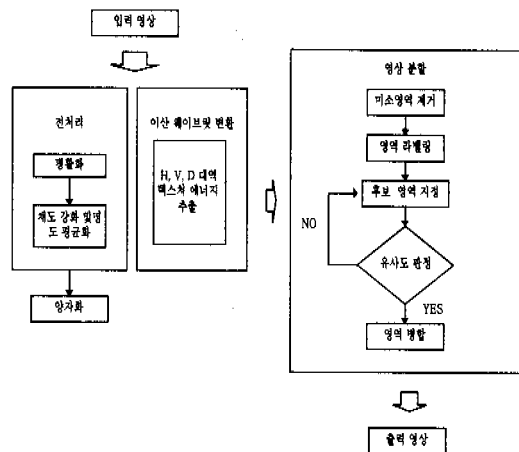 입력 영상
전처리
평활화
채도 강화 및명
도 평균화
양자화
이산 웨이브릿 변환
H, V, D 대역
텍스쳐 에너지
추출
영상 분할
미소영역 제거
영역 라벨링
후보 영역 지정
NO
유사도 판정
YES
영역 병합
출력 영상